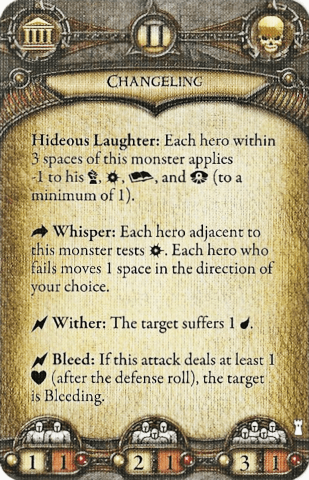 II
CHANGELING
Hideous Laughter: Each hero within
3 spaces of this monster applies
-1 to his , , , and (to a
minimum of 1).
Whisper: Each hero adjacent to
this monster tests . Each hero who
fails moves 1 space in the direction of
your choice.
Wither: The target suffers 1 .
Bleed: If this attack deals at least 1
(after the defense roll), the target
is Bleeding.
1 1 2 1 3 1